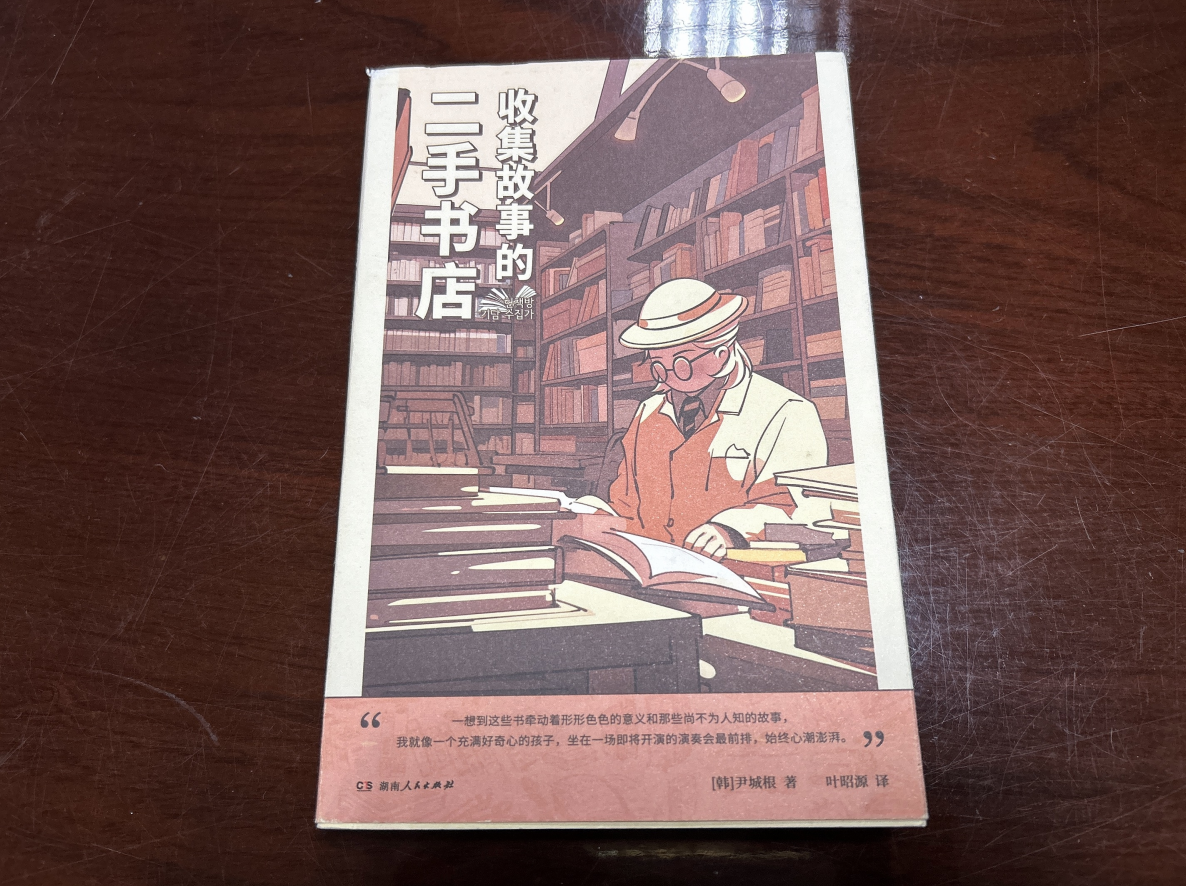 收集故事的
二手书店
헌책방
기담 수집가
“ 一想到这些书牵动着形形色色的意义和那些尚不为人知的故事，
我就像一个充满好奇心的孩子，坐在一场即将开演的演奏会最前排，始终心潮澎湃。 ”
CS 湖南人民出版社
[韩]尹城根 著 叶昭源 译